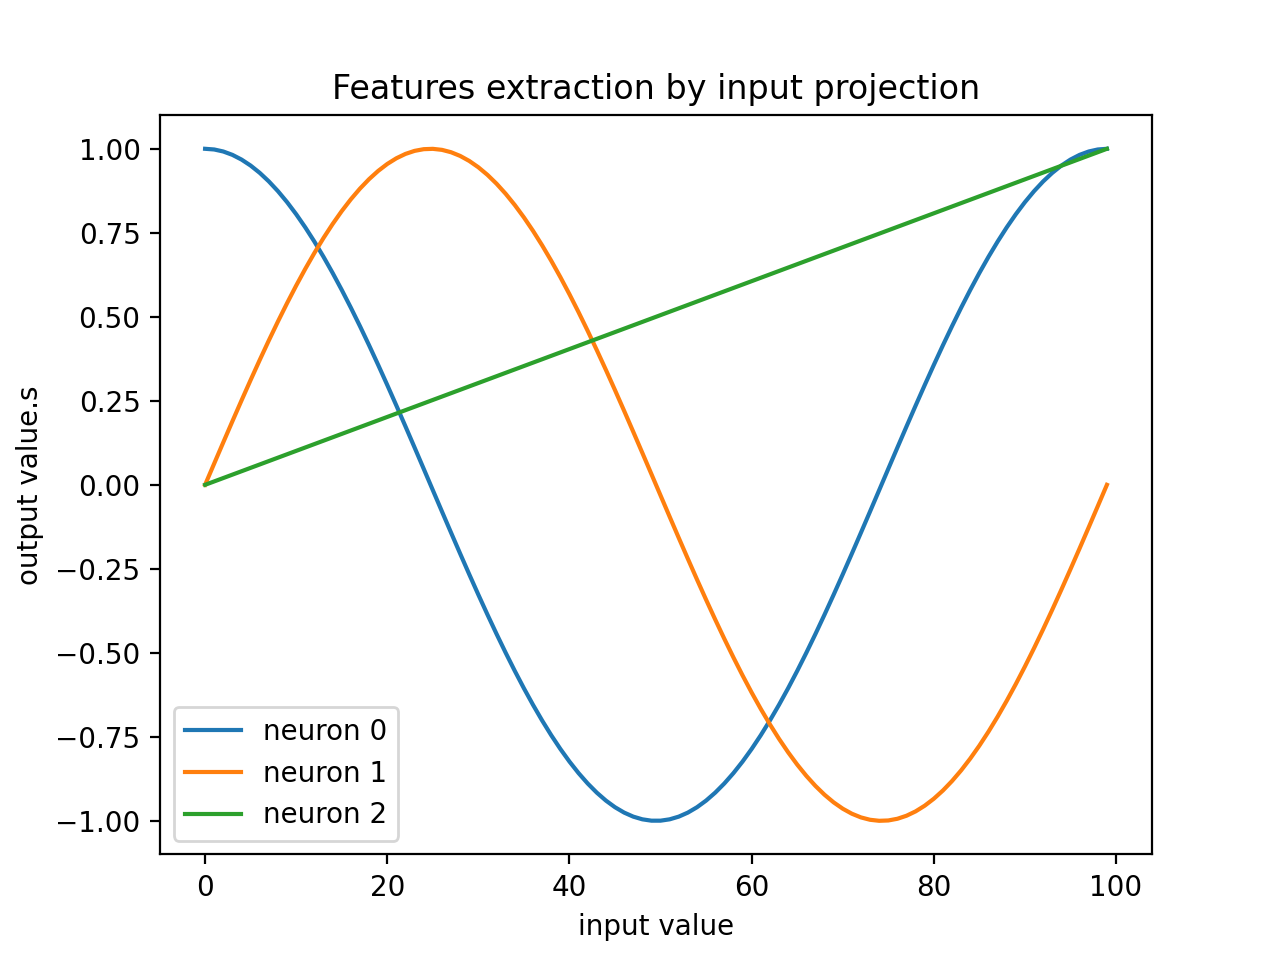 Features extraction by input projection
output value.s
1.00
0.75
0.50
0.25
0.00
−0.25
−0.50
−0.75
−1.00
neuron 0
neuron 1
neuron 2
0 20 40 60 80 100
input value